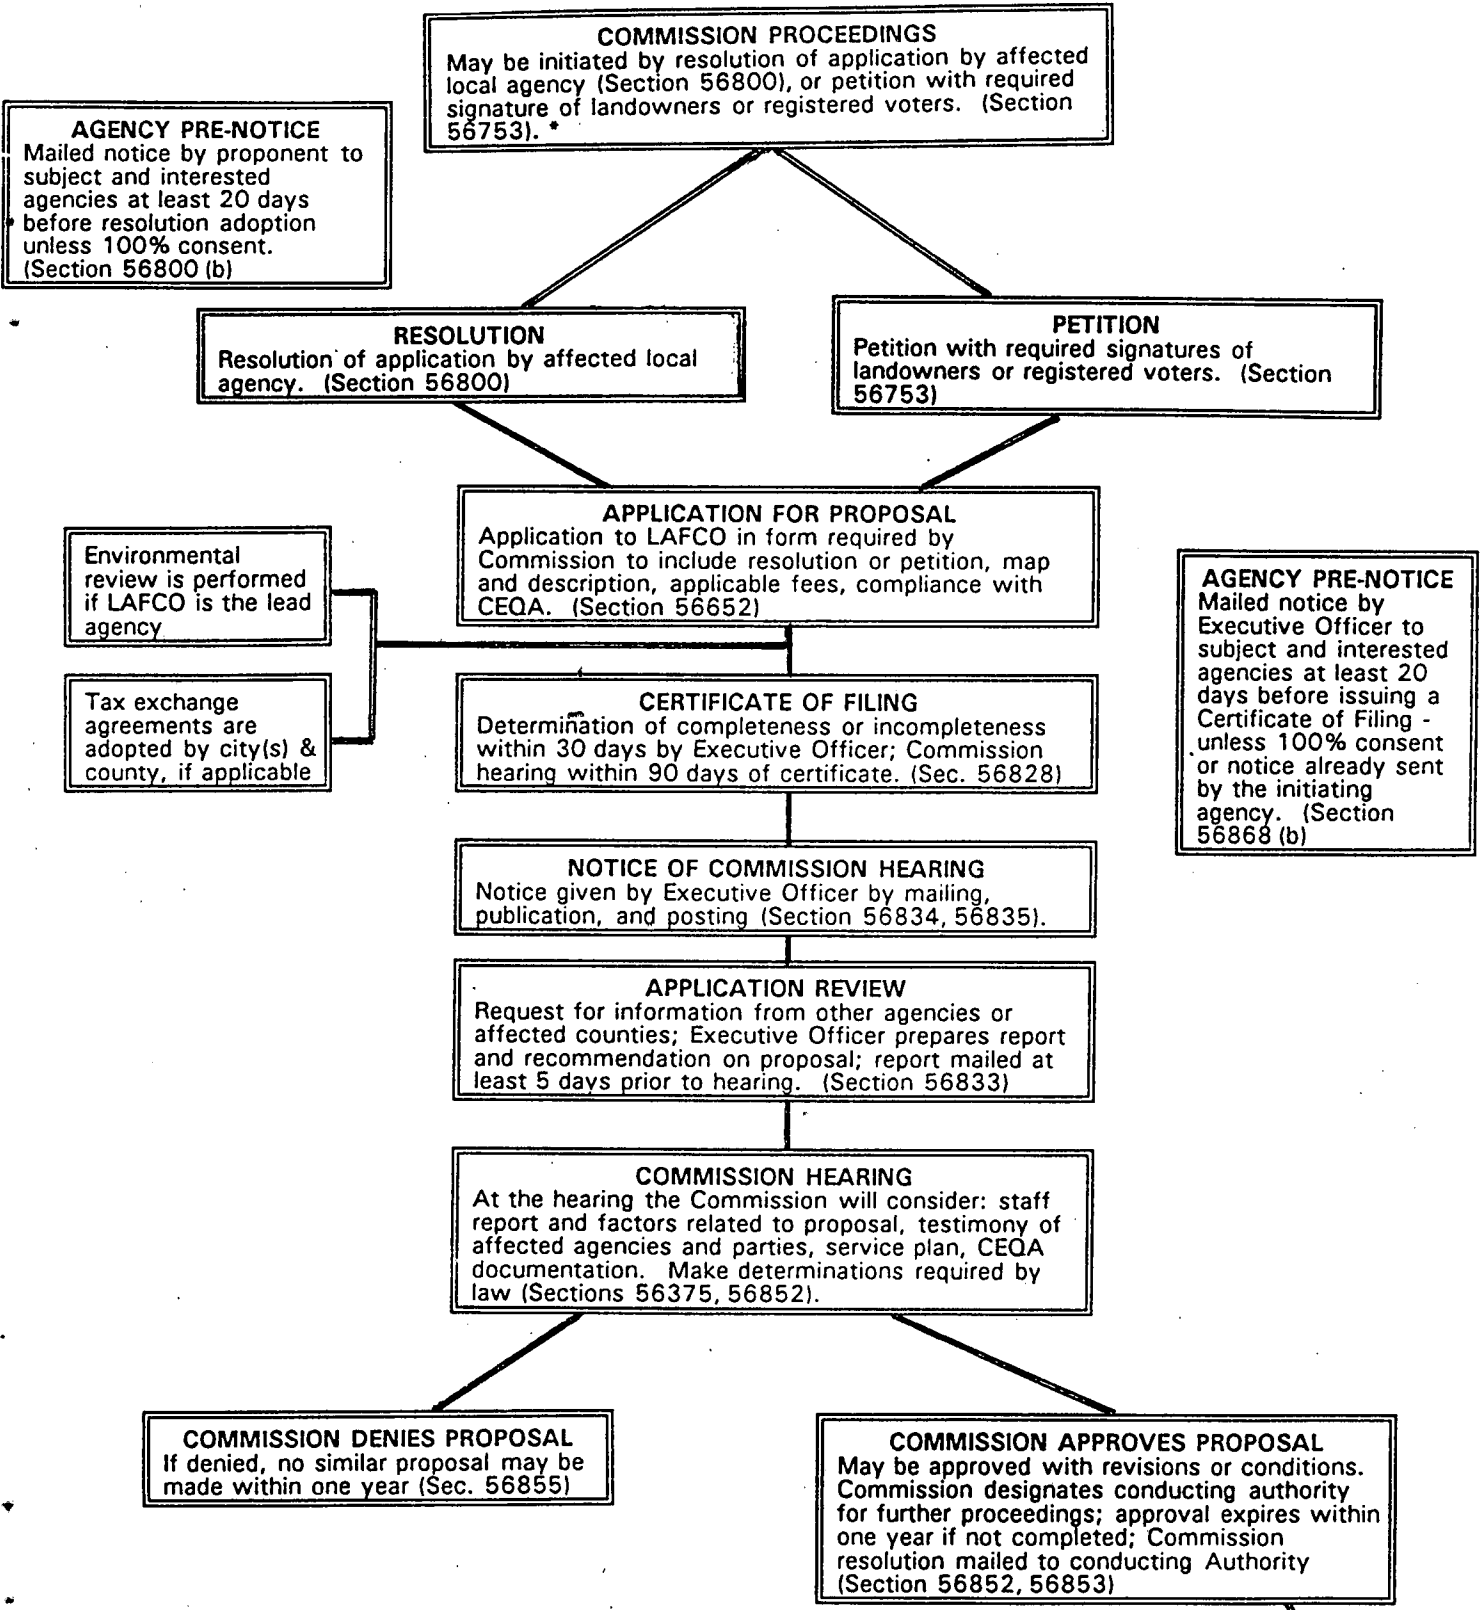 COMMISSION PROCEEDINGS
May be initiated by resolution of application by affected
local agency (Section 56800), or petition with required
signature of landowners or registered voters. (Section
56753). *
AGENCY PRE-NOTICE
Mailed notice by proponent to
subject and interested
agencies at least 20 days
before resolution adoption
unless 100% consent.
(Section 56800 (b)
RESOLUTION
Resolution of application by affected local
agency. (Section 56800)
PETITION
Petition with required signatures of
landowners or registered voters. (Section
56753)
APPLICATION FOR PROPOSAL
Application to LAFCO in form required by
Commission to include resolution or petition, map
and description, applicable fees, compliance with
CEQA. (Section 56652)
Environmental
review is performed
if LAFCO is the lead
agency
Tax exchange
agreements are
adopted by city(s) &
county, if applicable
AGENCY PRE-NOTICE
Mailed notice by
Executive Officer to
subject and interested
agencies at least 20
days before issuing a
Certificate of Filing -
unless 100% consent
or notice already sent
by the initiating
agency. (Section
56868 (b)
CERTIFICATE OF FILING
Determination of completeness or incompleteness
within 30 days by Executive Officer; Commission
hearing within 90 days of certificate. (Sec. 56828)
NOTICE OF COMMISSION HEARING
Notice given by Executive Officer by mailing,
publication, and posting (Section 56834, 56835).
APPLICATION REVIEW
Request for information from other agencies or
affected counties; Executive Officer prepares report
and recommendation on proposal; report mailed at
least 5 days prior to hearing. (Section 56833)
COMMISSION HEARING
At the hearing the Commission will consider: staff
report and factors related to proposal, testimony of
affected agencies and parties, service plan, CEQA
documentation. Make determinations required by
law (Sections 56375, 56852).
COMMISSION DENIES PROPOSAL
If denied, no similar proposal may be
made within one year (Sec. 56855)
COMMISSION APPROVES PROPOSAL
May be approved with revisions or conditions.
Commission designates conducting authority
for further proceedings; approval expires within
one year if not completed; Commission
resolution mailed to conducting Authority
(Section 56852, 56853)